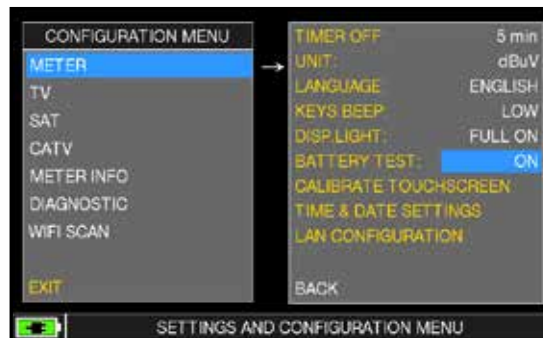 CONFIGURATION MENU
METER
TV
SAT
CATV
METER INFO
DIAGNOSTIC
WIFI SCAN
EXIT
→
TIMER OFF 5 min
UNIT: dBuV
LANGUAGE ENGLISH
KEYS BEEP: LOW
DISP.LIGHT: FULL ON
BATTERY TEST: ON
CALIBRATE TOUCHSCREEN
TIME & DATE SETTINGS
LAN CONFIGURATION
BACK
SETTINGS AND CONFIGURATION MENU